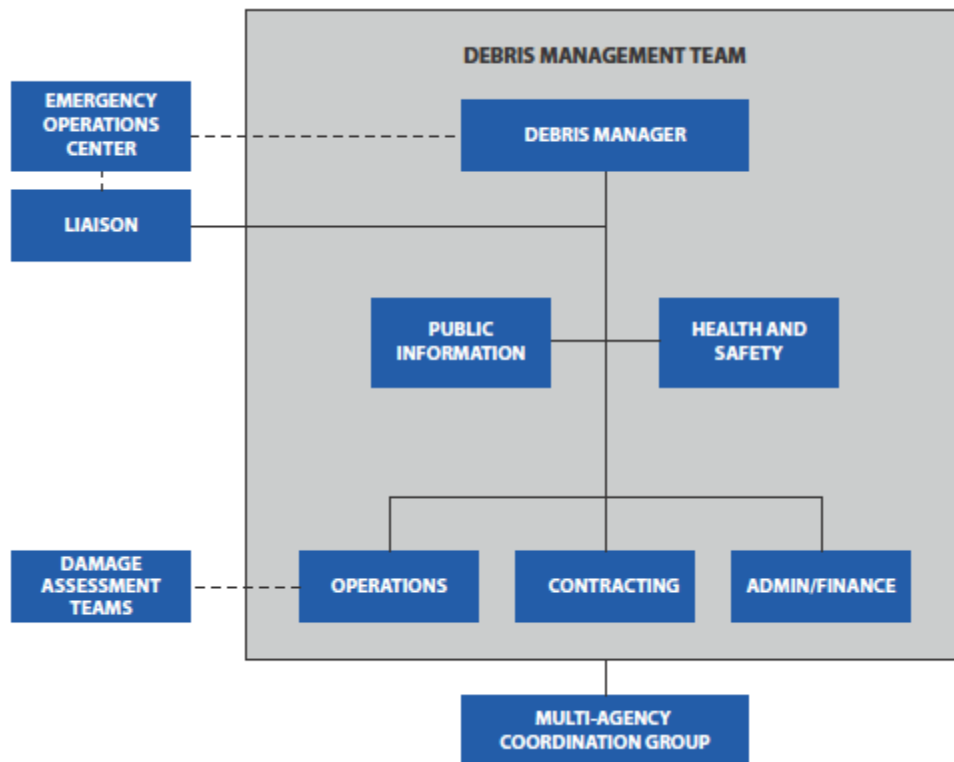 DEBRIS MANAGEMENT TEAM
EMERGENCY
OPERATIONS
CENTER
DEBRIS MANAGER
LIAISON
PUBLIC
INFORMATION
HEALTH AND
SAFETY
DAMAGE
ASSESSMENT
TEAMS
OPERATIONS
CONTRACTING
ADMIN/FINANCE
MULTI-AGENCY
COORDINATION GROUP